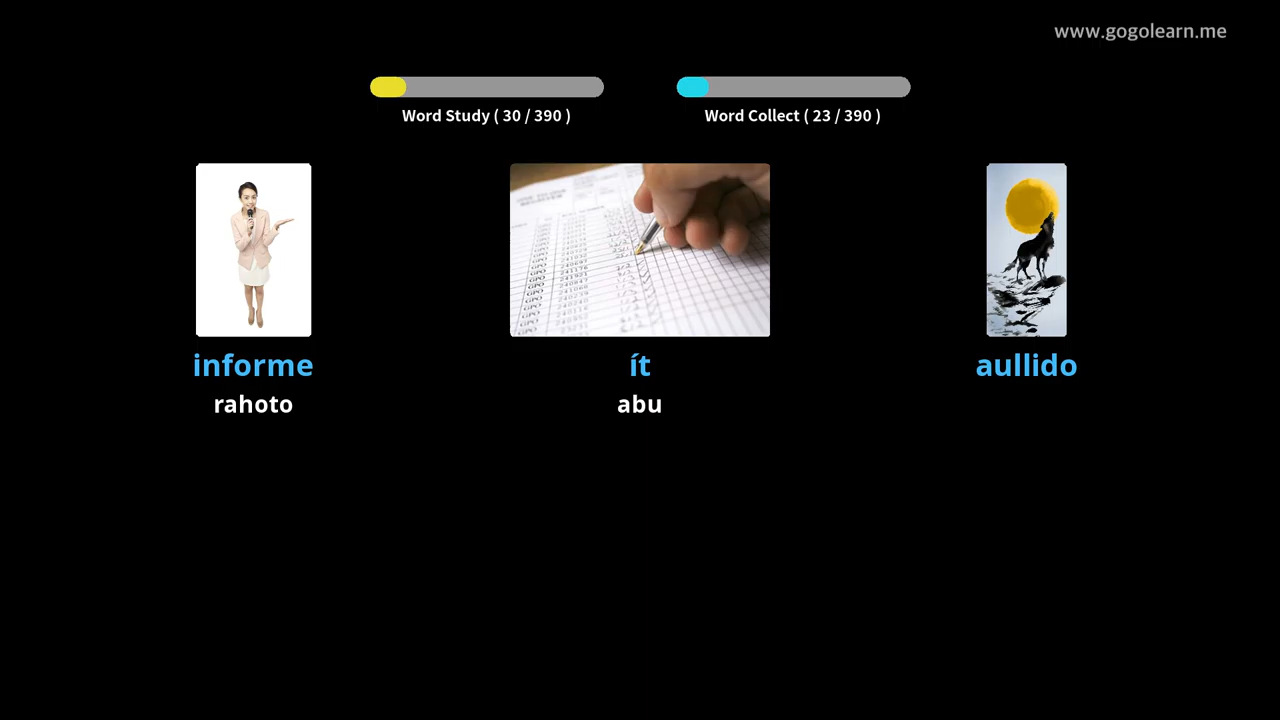 www.gogolearn.me
Word Study ( 30 / 390 )
Word Collect ( 23 / 390 )
informe
ít
aullido
rahoto
abu